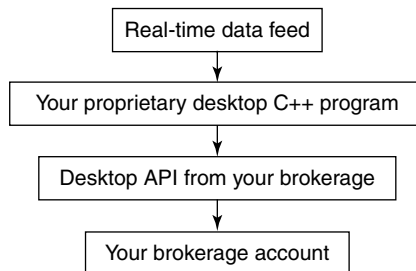 Real-time data feed
Your proprietary desktop C++ program
Desktop API from your brokerage
Your brokerage account